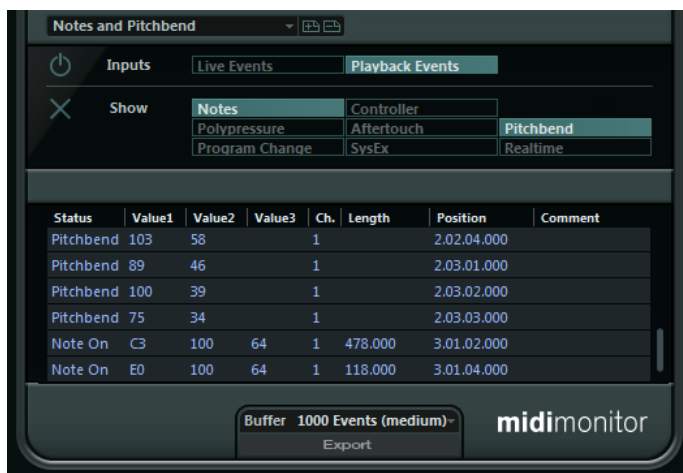 Notes and Pitchbend
Inputs Live Events Playback Events
Show Notes Controller
Polypressure Aftertouch Pitchbend
Program Change SysEx Realtime
Status Value1 Value2 Value3 Ch. Length Position Comment
Pitchbend 103 58 1 2.02.04.000
Pitchbend 89 46 1 2.03.01.000
Pitchbend 100 39 1 2.03.02.000
Pitchbend 75 34 1 2.03.03.000
Note On C3 100 64 1 478.000 3.01.02.000
Note On E0 100 64 1 118.000 3.01.04.000
Buffer 1000 Events (medium)
midimonitor
Export